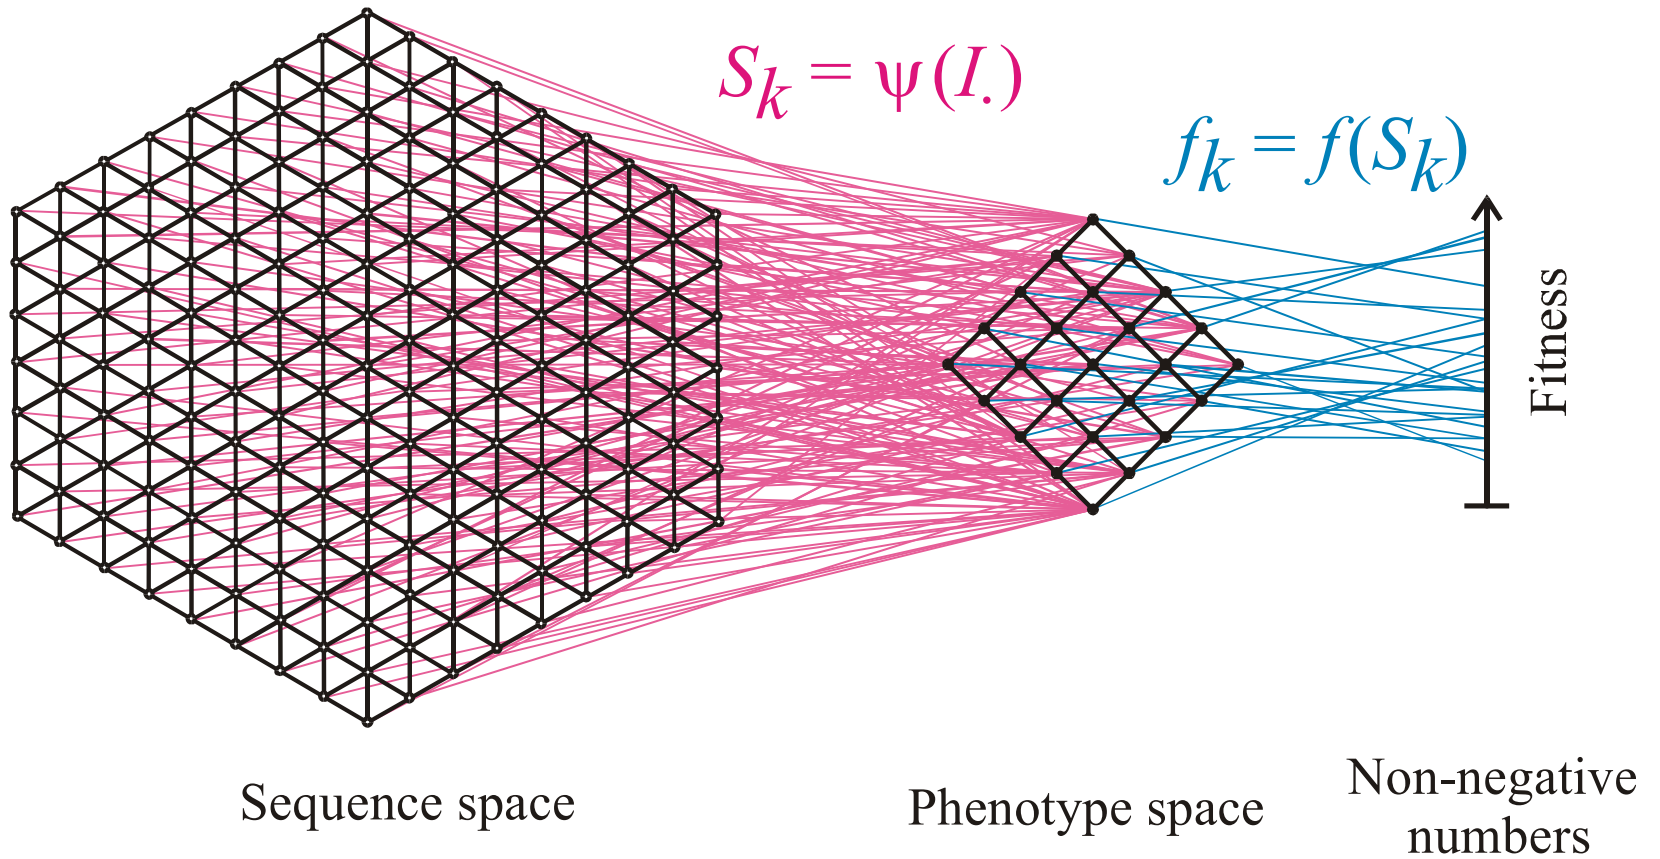 S_k = ψ(I.)
f_k = f(S_k)
Fitness
Sequence space
Phenotype space
Non-negative
numbers